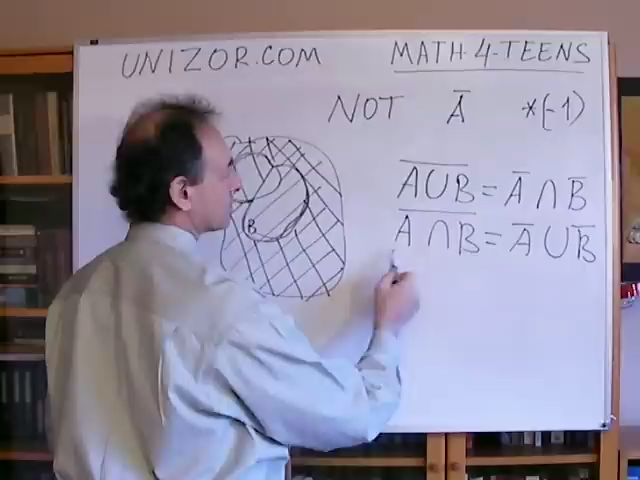 UNIZOR.COM MATH-4-TEENS
NOT A̅ *(-1)
B
A̅∪̅B̅ = A̅ ∩ B̅
A̅ ̅∩̅ ̅B̅ = A̅ ∪ B̅